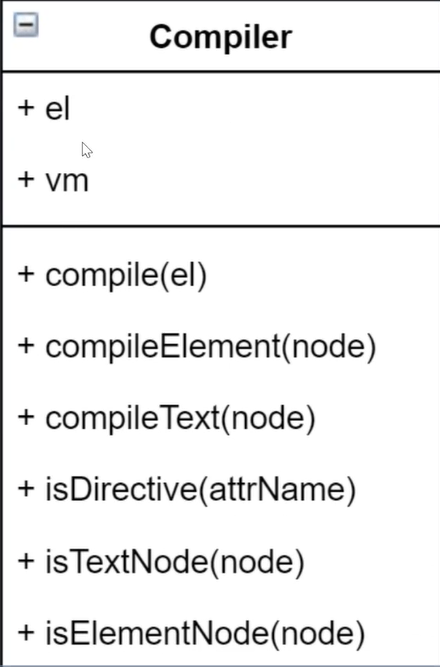 Compiler
+ el
+ vm
+ compile(el)
+ compileElement(node)
+ compileText(node)
+ isDirective(attrName)
+ isTextNode(node)
+ isElementNode(node)